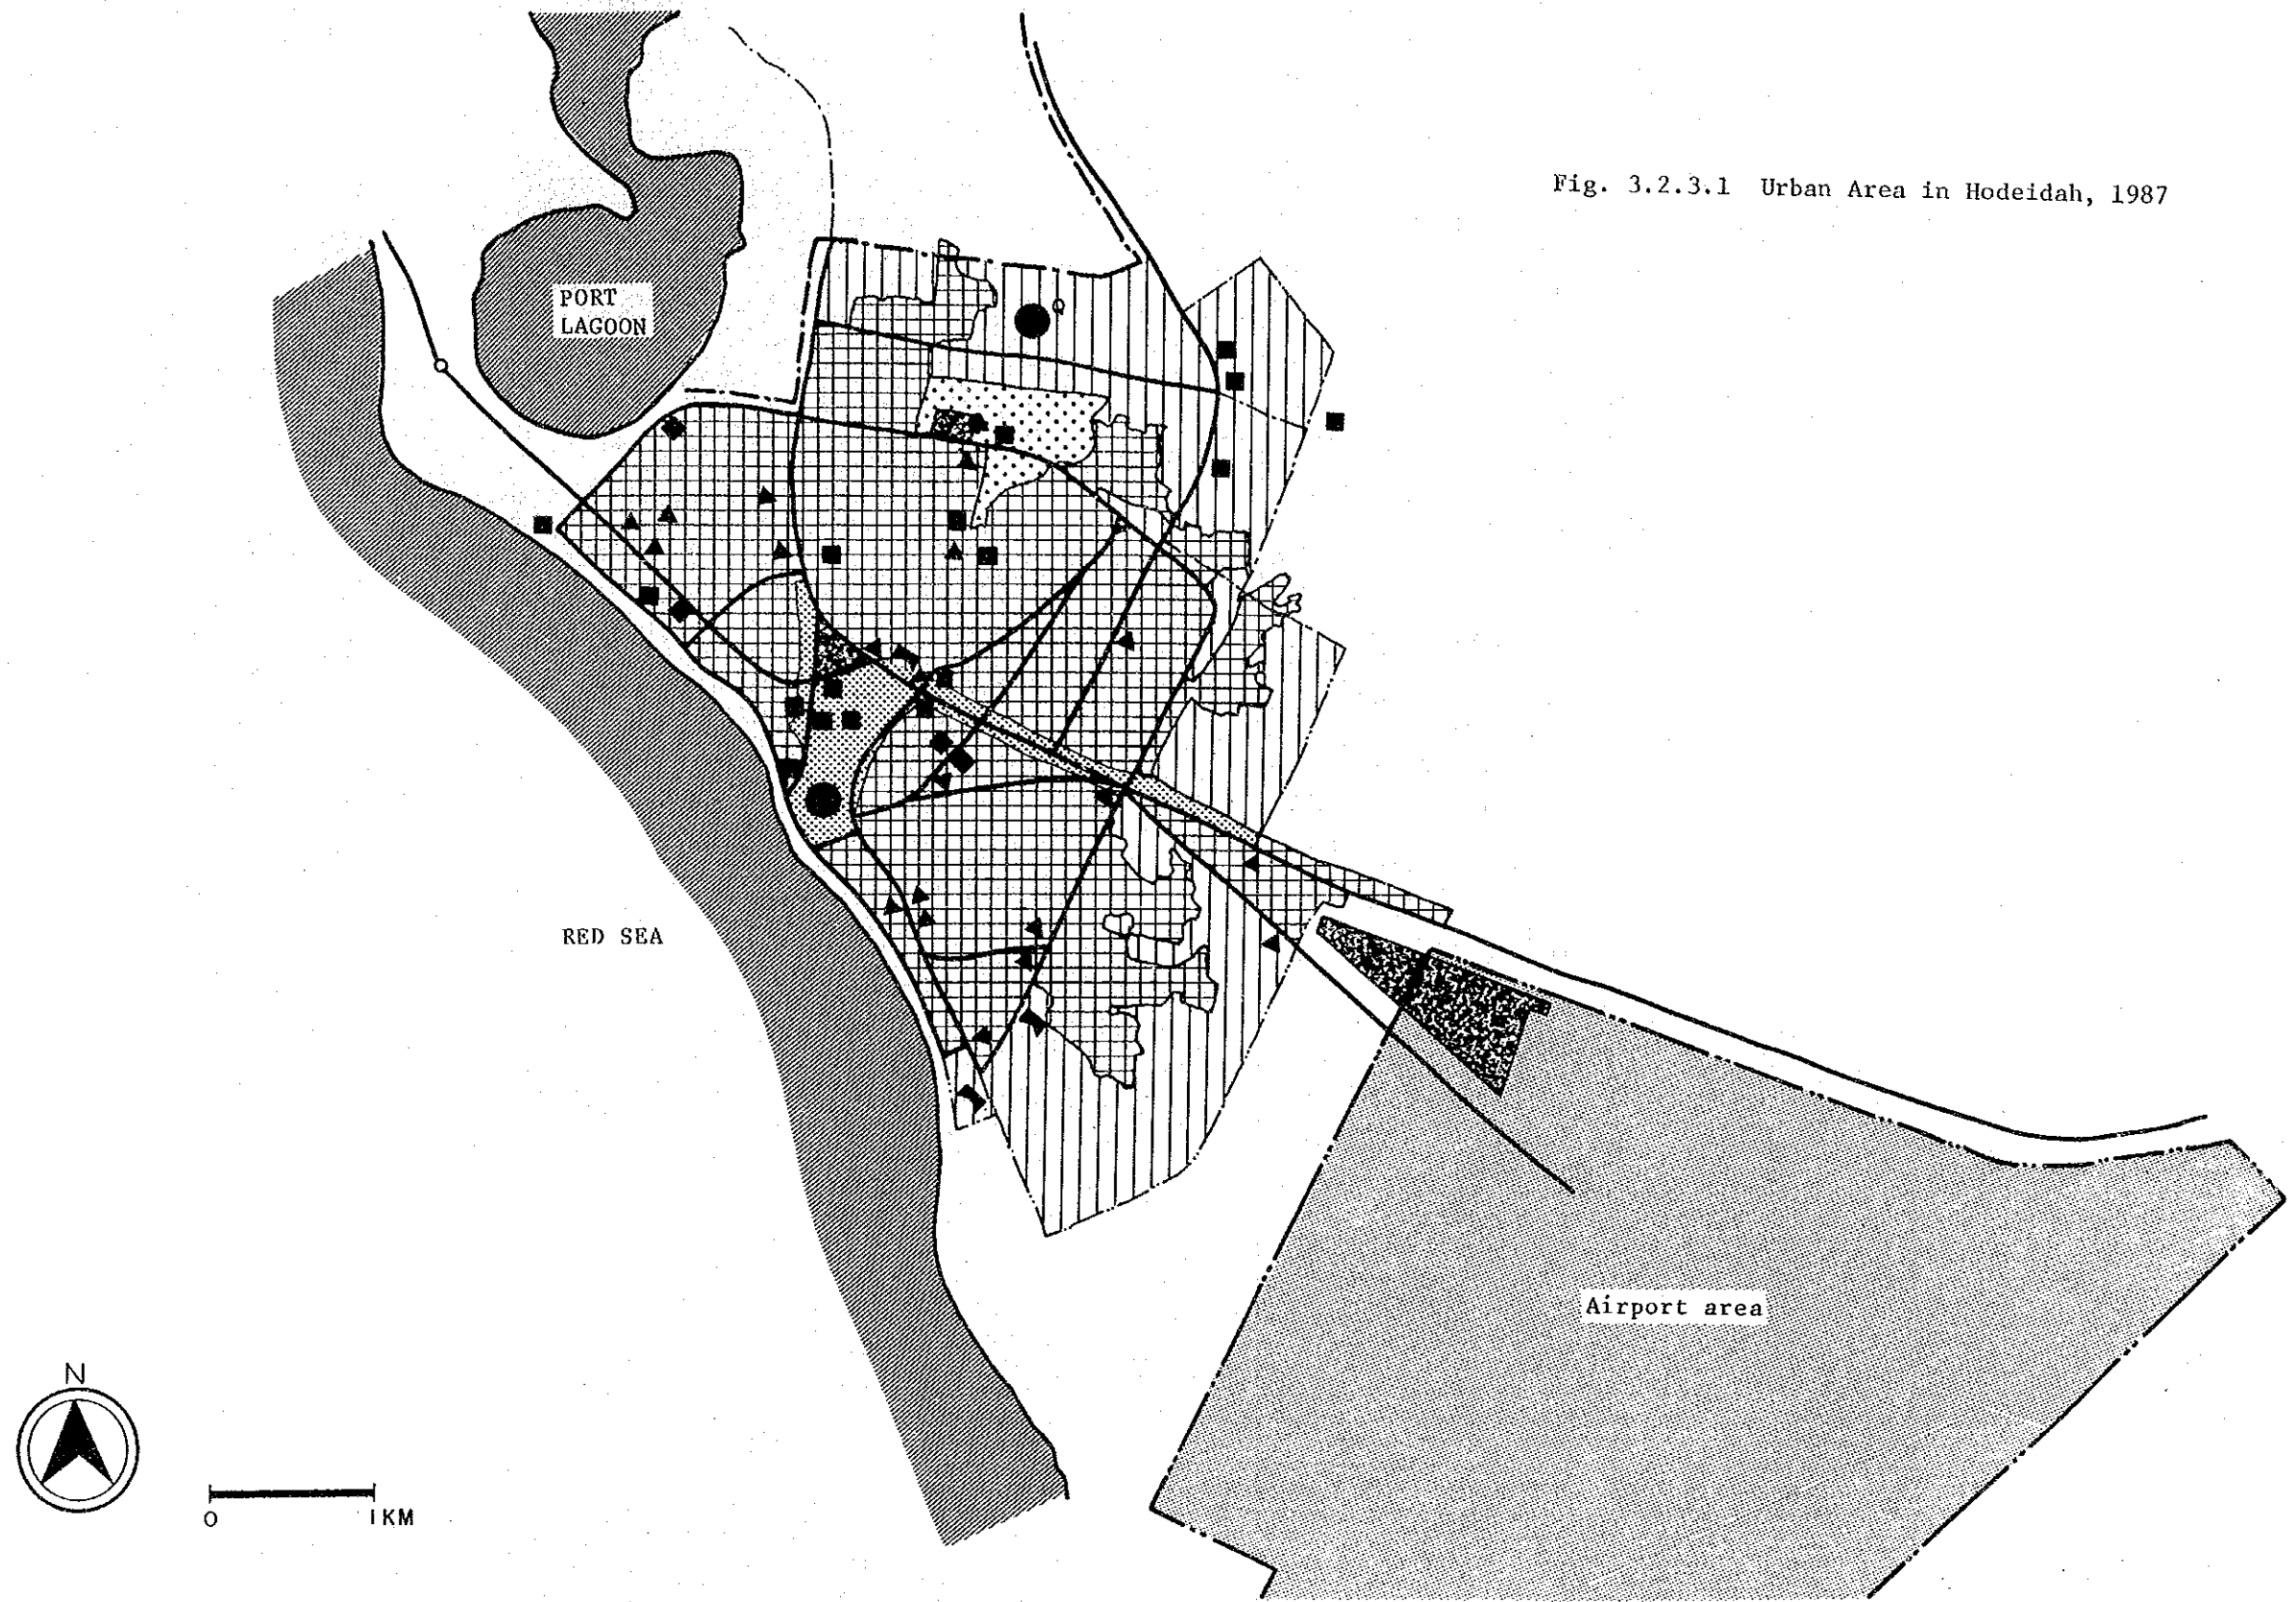 Fig. 3.2.3.1 Urban Area in Hodeidah, 1987
PORT
LAGOON
Q
RED SEA
Airport area
N
0
1KM